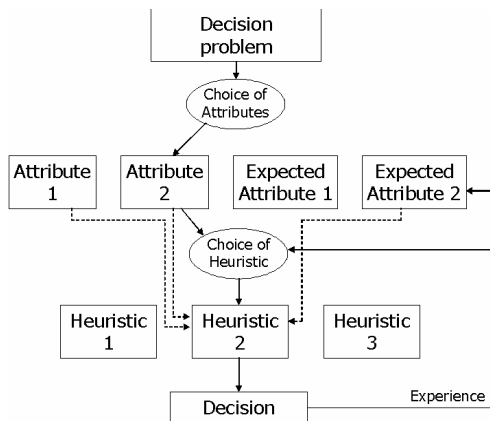 Decision
problem
Choice of
Attributes
Attribute
1
Attribute
2
Expected
Attribute 1
Expected
Attribute 2
Choice of
Heuristic
Heuristic
1
Heuristic
2
Heuristic
3
Decision
Experience